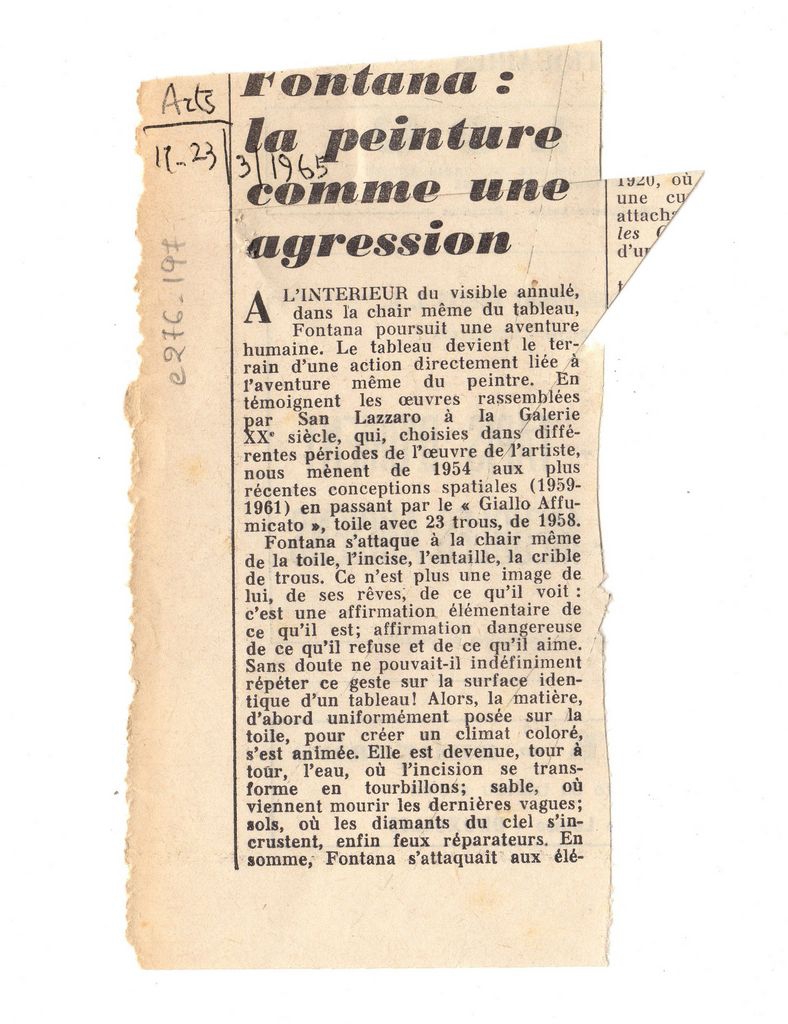 Arts
17-23/3/1965
e276-197
Fontana :
la peinture
comme une
agression
A L'INTERIEUR du visible annulé,
dans la chair même du tableau,
Fontana poursuit une aventure
humaine. Le tableau devient le ter-
rain d'une action directement liée à
l'aventure même du peintre. En
témoignent les œuvres rassemblées
par San Lazzaro à la Galerie
XXe siècle, qui, choisies dans diffé-
rentes périodes de l'œuvre de l'artiste,
nous mènent de 1954 aux plus
récentes conceptions spatiales (1959-
1961) en passant par le « Giallo Affu-
micato », toile avec 23 trous, de 1958.
Fontana s'attaque à la chair même
de la toile, l'incise, l'entaille, la crible
de trous. Ce n'est plus une image de
lui, de ses rêves, de ce qu'il voit :
c'est une affirmation élémentaire de
ce qu'il est; affirmation dangereuse
de ce qu'il refuse et de ce qu'il aime.
Sans doute ne pouvait-il indéfiniment
répéter ce geste sur la surface iden-
tique d'un tableau! Alors, la matière,
d'abord uniformément posée sur la
toile, pour créer un climat coloré,
s'est animée. Elle est devenue, tour à
tour, l'eau, où l'incision se trans-
forme en tourbillons; sable, où
viennent mourir les dernières vagues;
sols, où les diamants du ciel s'in-
crustent, enfin feux réparateurs. En
somme, Fontana s'attaquait aux élé-
1920, où
une cu
attach
les
d'un